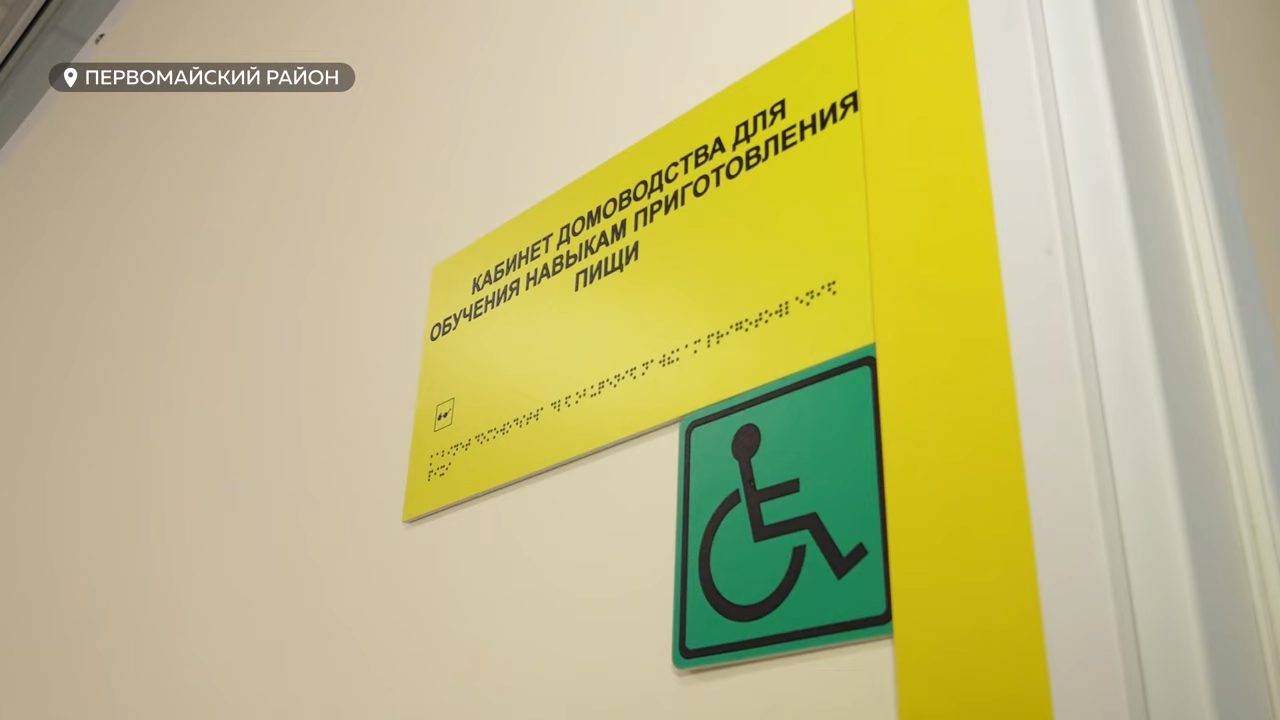 ПЕРВОМАЙСКИЙ РАЙОН
КАБИНЕТ ДОМОВОДСТВА ДЛЯ
ОБУЧЕНИЯ НАВЫКАМ ПРИГОТОВЛЕНИЯ
ПИЩИ